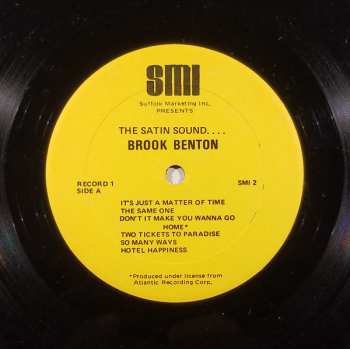 SMI
Suffolk Marketing Inc.
PRESENTS
THE SATIN SOUND....
BROOK BENTON
RECORD 1 SMI 2
SIDE A
IT'S JUST A MATTER OF TIME
THE SAME ONE
DON'T IT MAKE YOU WANNA GO
HOME*
TWO TICKETS TO PARADISE
SO MANY WAYS
HOTEL HAPPINESS
*Produced under license from
Atlantic Recording Corp.